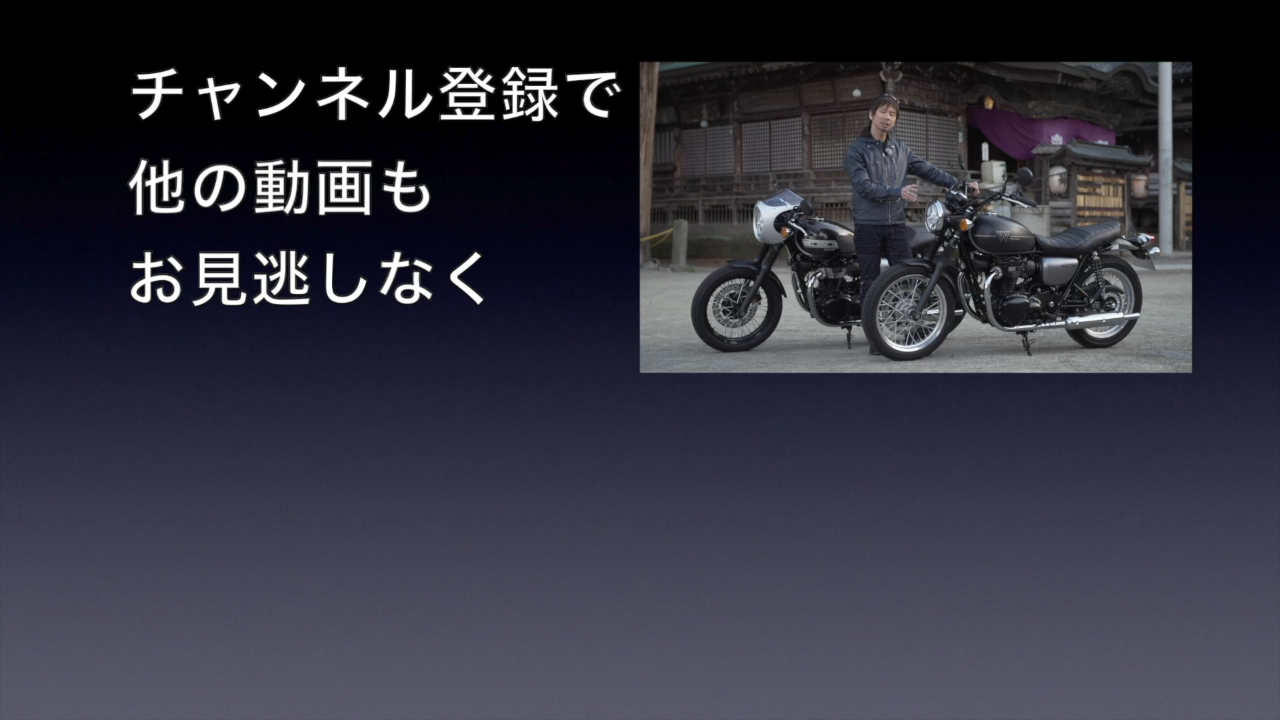 チャンネル登録で
他の動画も
お見逃しなく
W